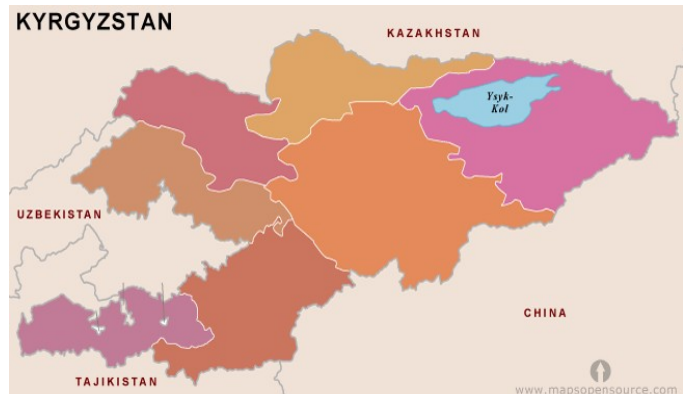 KYRGYZSTAN
KAZAKHSTAN
Ysyk-
Kol
UZBEKISTAN
CHINA
TAJIKISTAN
www.mapsopensource.com